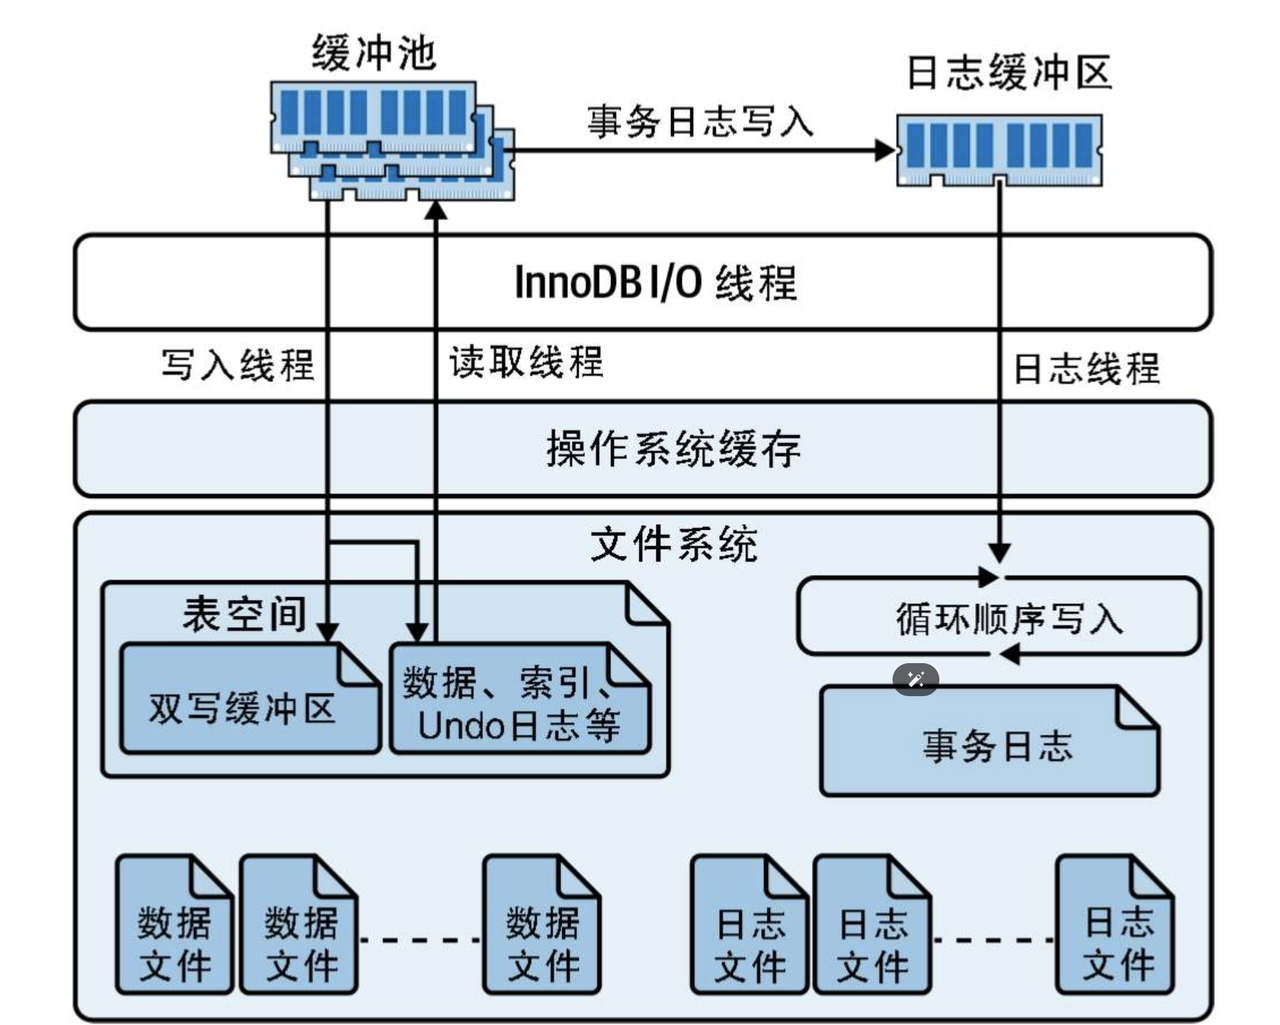 缓冲池
日志缓冲区
事务日志写入
InnoDB I/O 线程
写入线程
读取线程
日志线程
操作系统缓存
文件系统
表空间
双写缓冲区
数据、索引、
Undo日志等
循环顺序写入
事务日志
数据
文件
数据
文件
数据
文件
日志
文件
日志
文件
日志
文件